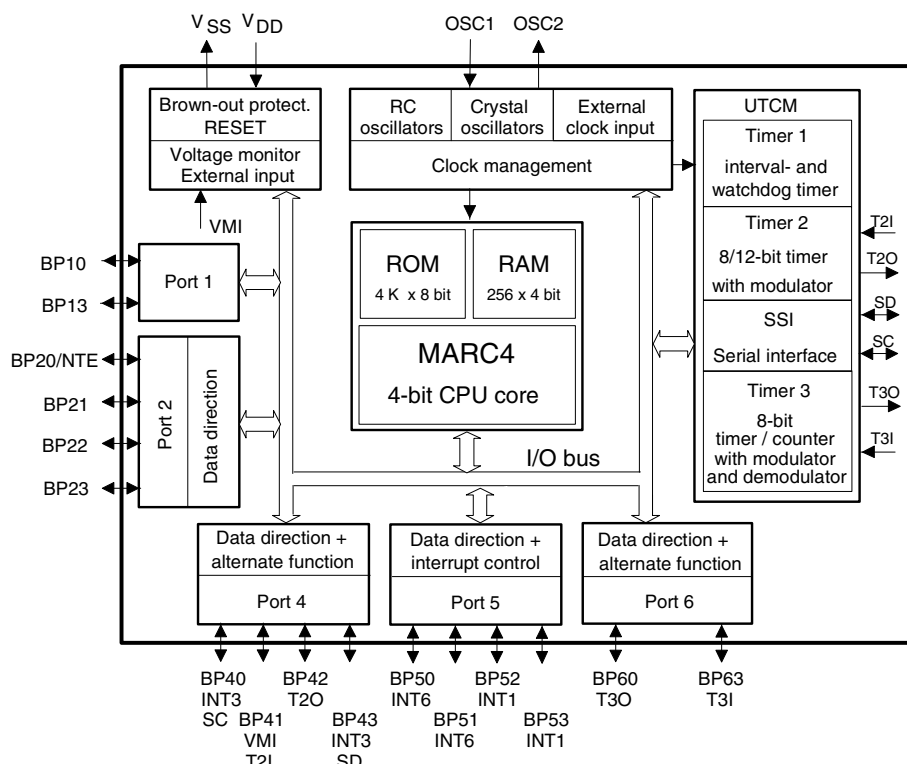 VSS
VDD
OSC1
OSC2
Brown-out protect.
RESET
Voltage monitor
External input
VMI
RC
oscillators
Crystal
oscillators
External
clock input
Clock management
UTCM
Timer 1
interval- and
watchdog timer
Timer 2
8/12-bit timer
with modulator
SSI
Serial interface
Timer 3
8-bit
timer / counter
with modulator
and demodulator
T2I
T2O
SD
SC
T3O
T3I
ROM
4 K x 8 bit
RAM
256 x 4 bit
MARC4
4-bit CPU core
I/O bus
BP10
BP13
Port 1
BP20/NTE
BP21
BP22
BP23
Port 2
Data direction
Data direction +
alternate function
Port 4
Data direction +
interrupt control
Port 5
Data direction +
alternate function
Port 6
BP40
INT3
SC
BP41
VMI
T2I
BP42
T2O
BP43
INT3
SD
BP50
INT6
BP51
INT6
BP52
INT1
BP53
INT1
BP60
T3O
BP63
T3I